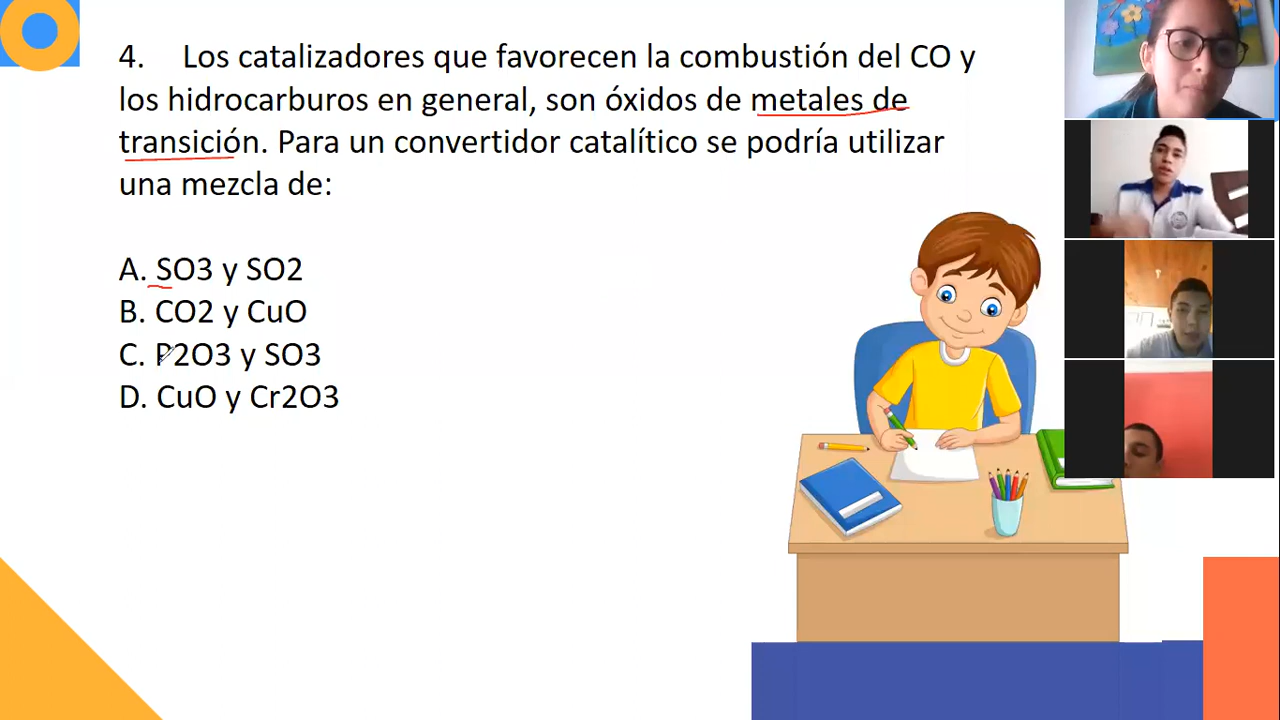 4. Los catalizadores que favorecen la combustión del CO y
los hidrocarburos en general, son óxidos de metales de
transición. Para un convertidor catalítico se podría utilizar
una mezcla de:
A. SO3 y SO2
B. CO2 y CuO
C. P2O3 y SO3
D. CuO y Cr2O3